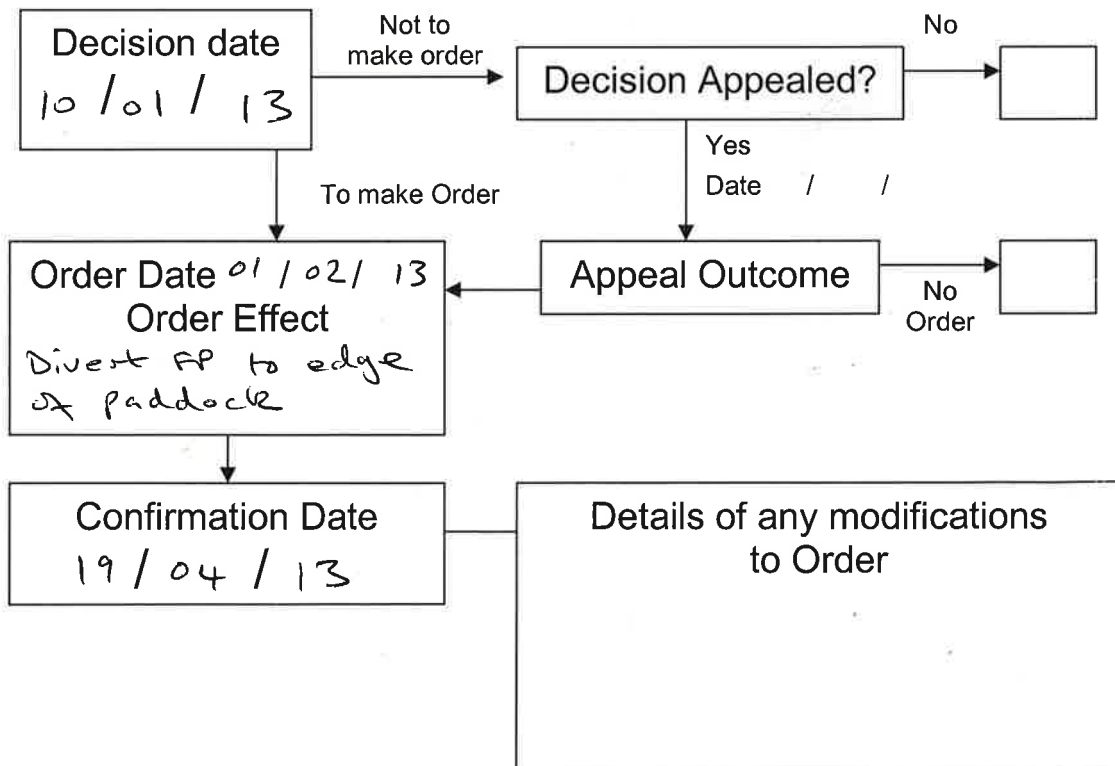 Decision date
10 / 01 / 13
Not to
make order
Decision Appealed?
No
To make Order
Yes
Date / /
Order Date 01 / 02 / 13
Order Effect
Divert FP to edge
of paddock
Appeal Outcome
No
Order
Confirmation Date
19 / 04 / 13
Details of any modifications
to Order